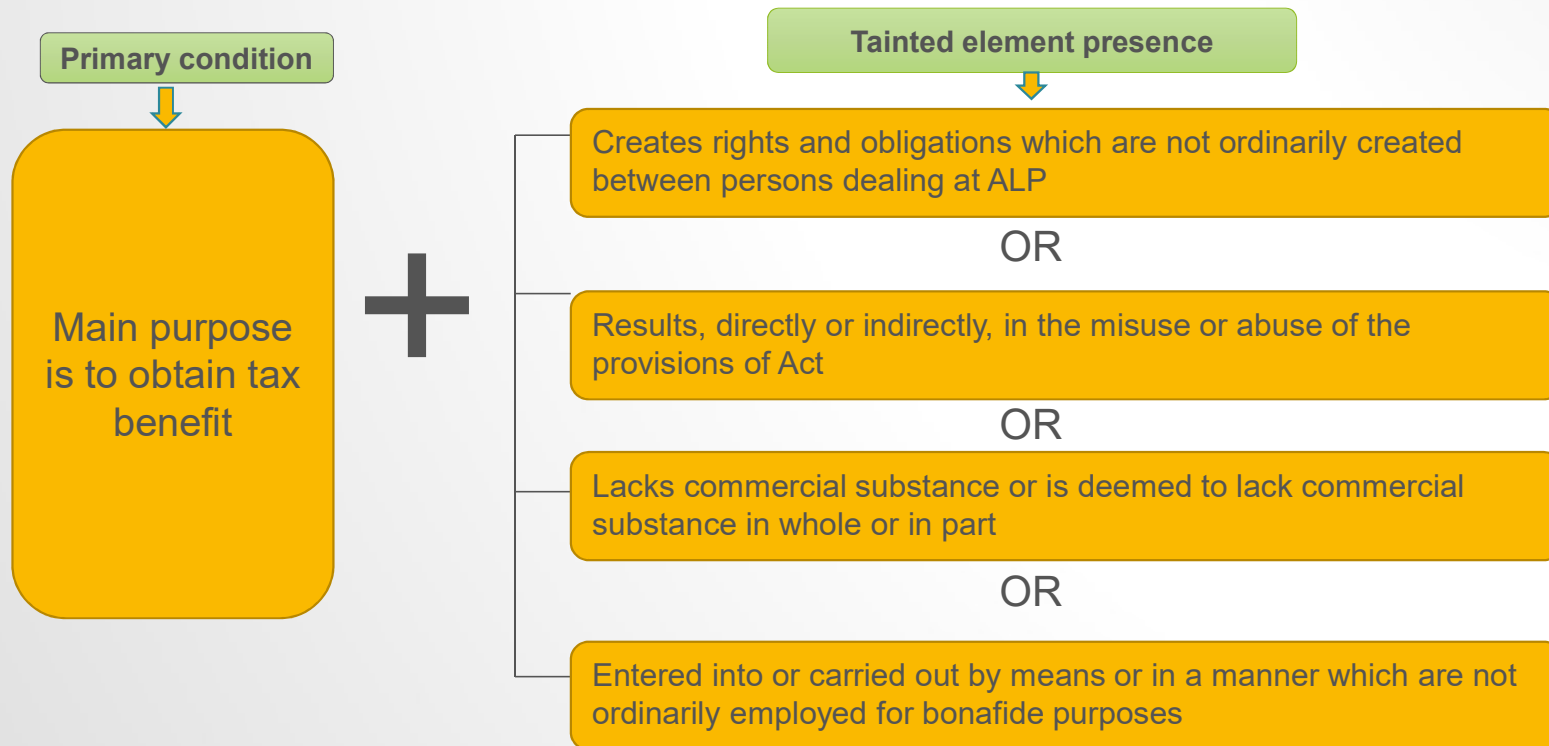 Primary condition
Main purpose
is to obtain tax
benefit
+
Tainted element presence
Creates rights and obligations which are not ordinarily created
between persons dealing at ALP
OR
Results, directly or indirectly, in the misuse or abuse of the
provisions of Act
OR
Lacks commercial substance or is deemed to lack commercial
substance in whole or in part
OR
Entered into or carried out by means or in a manner which are not
ordinarily employed for bonafide purposes